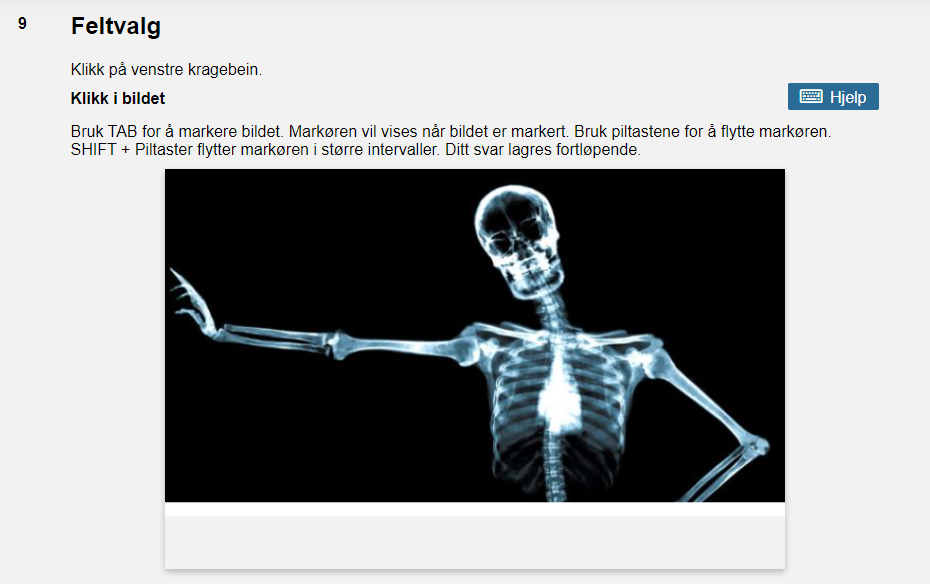 9
Feltvalg
Klikk på venstre kragebein.
Klikk i bildet
Hjelp
Bruk TAB for å markere bildet. Markøren vil vises når bildet er markert. Bruk piltastene for å flytte markøren.
SHIFT + Piltaster flytter markøren i større intervaller. Ditt svar lagres fortløpende.